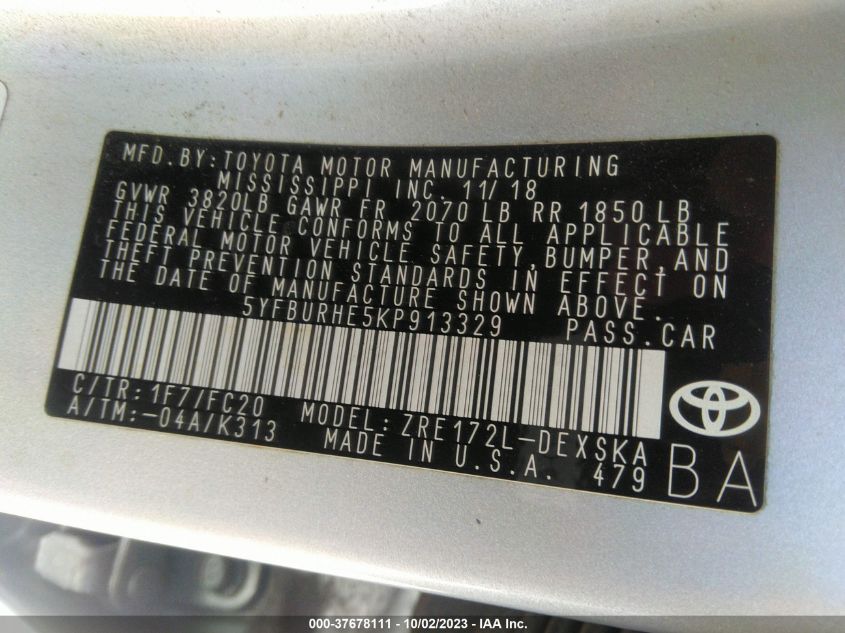 MFD.BY:TOYOTA MOTOR MANUFACTURING
MISSISSIPPI INC. 11/18
GVWR 3820LB GAWR FR 2070 LB RR 1850 LB
THIS VEHICLE CONFORMS TO ALL APPLICABLE
FEDERAL MOTOR VEHICLE SAFETY,BUMPER,AND
THEFT PREVENTION STANDARDS IN EFFECT ON
THE DATE OF MANUFACTURE SHOWN ABOVE.
5YFBURHE5KP913329 PASS.CAR
C/TR:1F7/FC20 MODEL:ZRE172L-DEXSKA
A/TM:-04A/K313 MADE IN U.S.A. 479
BA
000-37678111 - 10/02/2023 - IAA Inc.